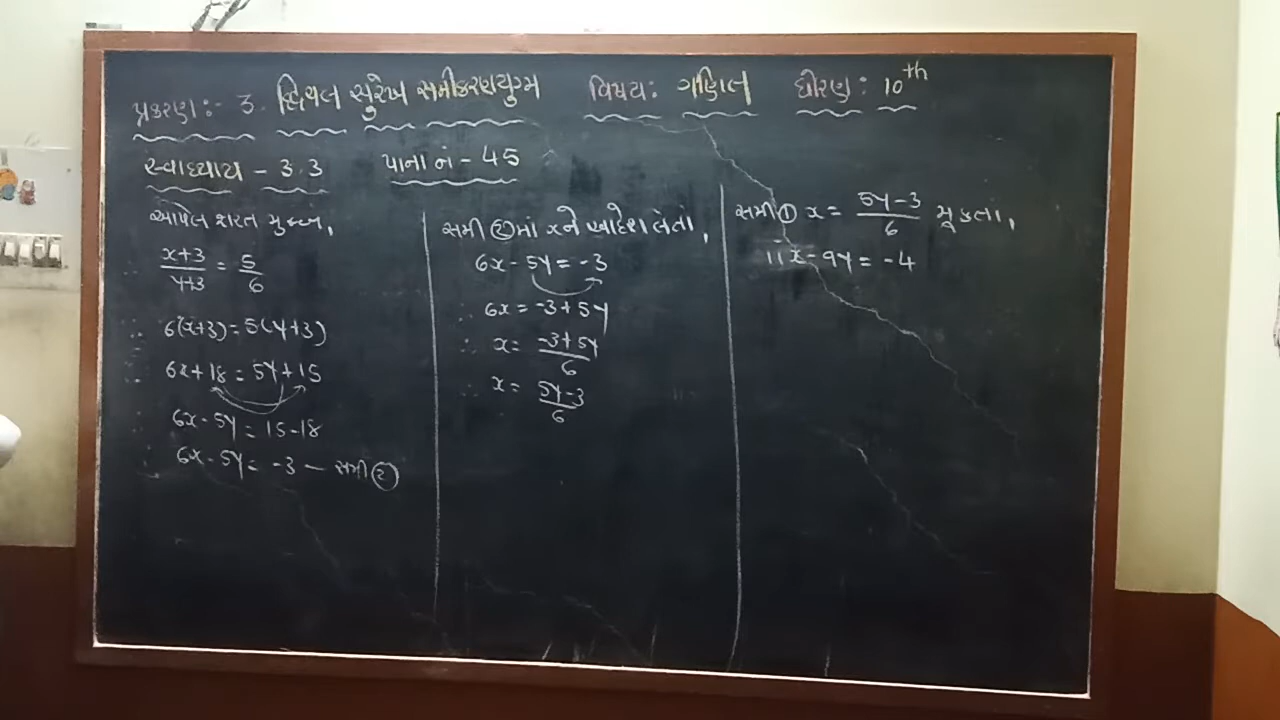 પ્રકરણ:- 3. દ્વિચલ સુરેખ સમીકરણયુગ્મ વિષય: ગણિત ધોરણ: 10th
સ્વાધ્યાય - 3.3 પાના નં - 45
આપેલ શરત મુજબ,
∴ x+3/y+3 = 5/6
∴ 6(x+3) = 5(y+3)
∴ 6x+18 = 5y+15
∴ 6x-5y = 15-18
∴ 6x-5y = -3 — સમી ②
સમી ② માં x ને આદેશ લેતાં,
6x-5y = -3
∴ 6x = -3+5y
∴ x = -3+5y/6
∴ x = 5y-3/6
સમી ① x = 5y-3/6 મૂકતા,
11x-9y = -4